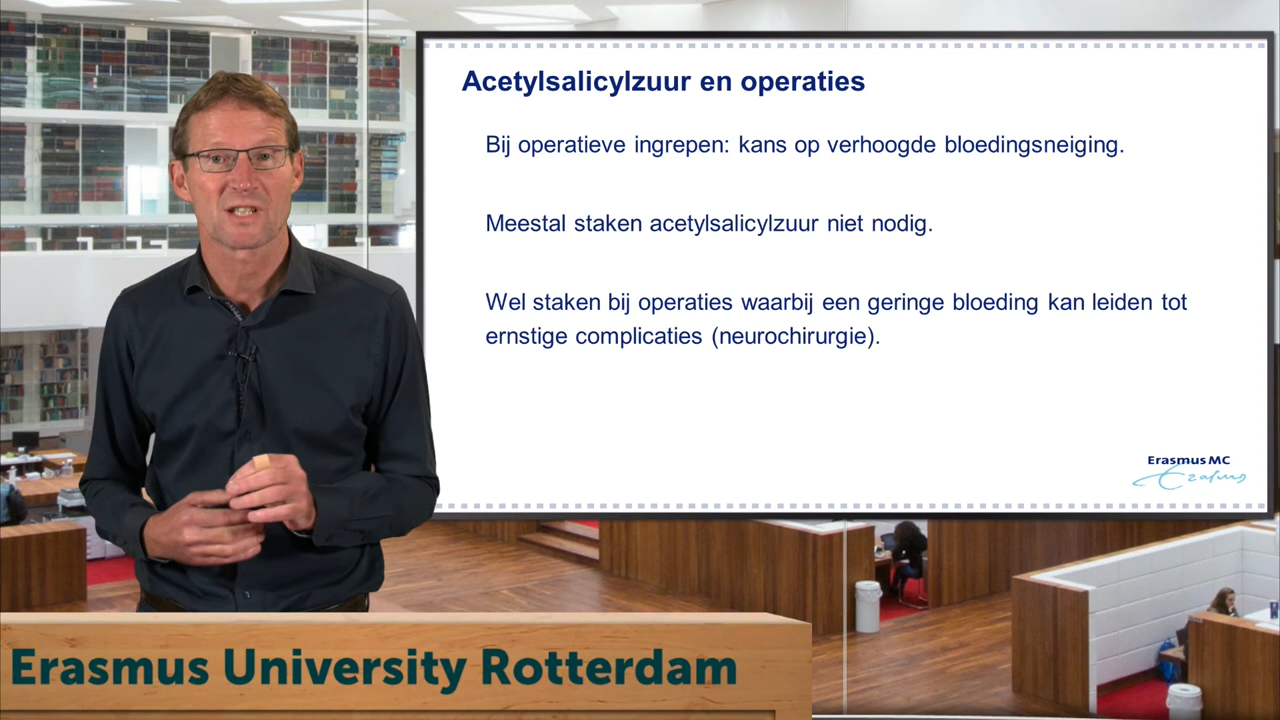 Acetylsalicylzuur en operaties
Bij operatieve ingrepen: kans op verhoogde bloedingsneiging.
Meestal staken acetylsalicylzuur niet nodig.
Wel staken bij operaties waarbij een geringe bloeding kan leiden tot
ernstige complicaties (neurochirurgie).
Erasmus MC
Erasmus
Erasmus University Rotterdam